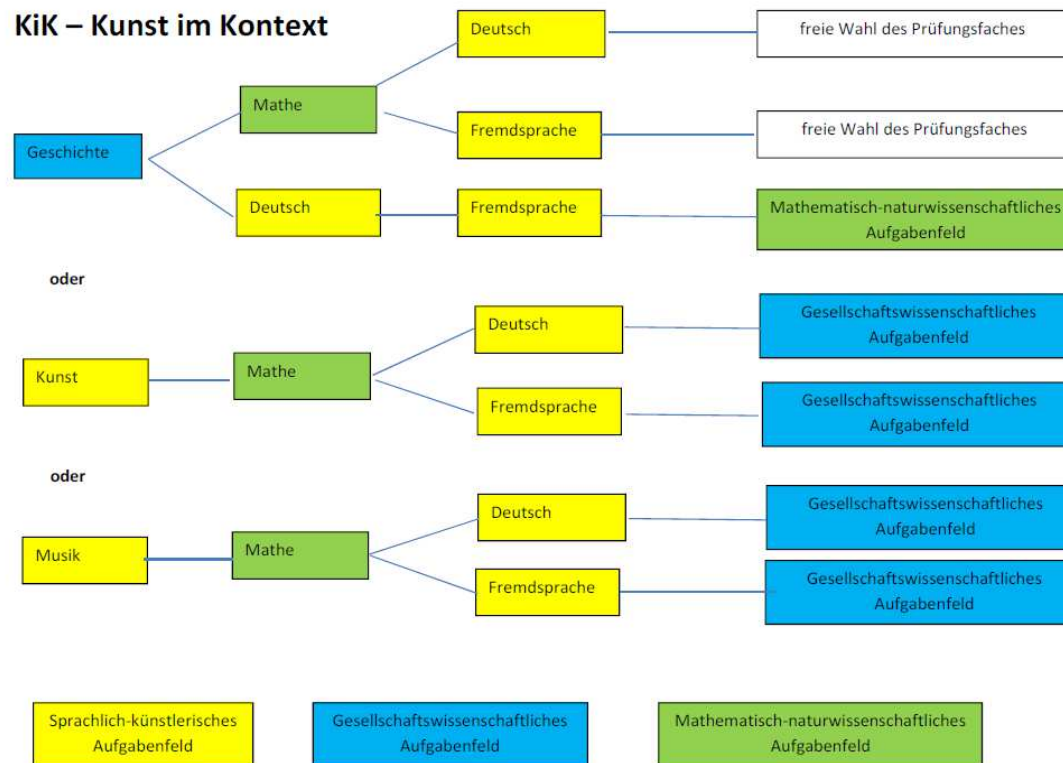 KiK – Kunst im Kontext
Deutsch
freie Wahl des Prüfungsfaches
Mathe
Fremdsprache
freie Wahl des Prüfungsfaches
Geschichte
Deutsch
Fremdsprache
Mathematisch-naturwissenschaftliches
Aufgabenfeld
oder
Deutsch
Gesellschaftswissenschaftliches
Aufgabenfeld
Kunst
Mathe
Fremdsprache
Gesellschaftswissenschaftliches
Aufgabenfeld
oder
Deutsch
Gesellschaftswissenschaftliches
Aufgabenfeld
Musik
Mathe
Fremdsprache
Gesellschaftswissenschaftliches
Aufgabenfeld
Sprachlich-künstlerisches
Aufgabenfeld
Gesellschaftswissenschaftliches
Aufgabenfeld
Mathematisch-naturwissenschaftliches
Aufgabenfeld